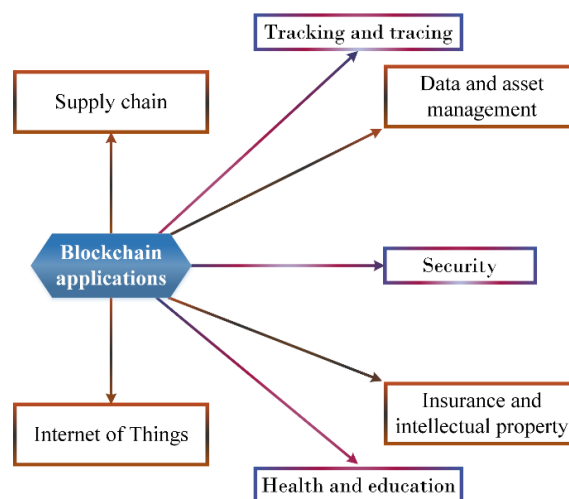 Tracking and tracing
Supply chain
Data and asset
management
Blockchain
applications
Security
Internet of Things
Insurance and
intellectual property
Health and education